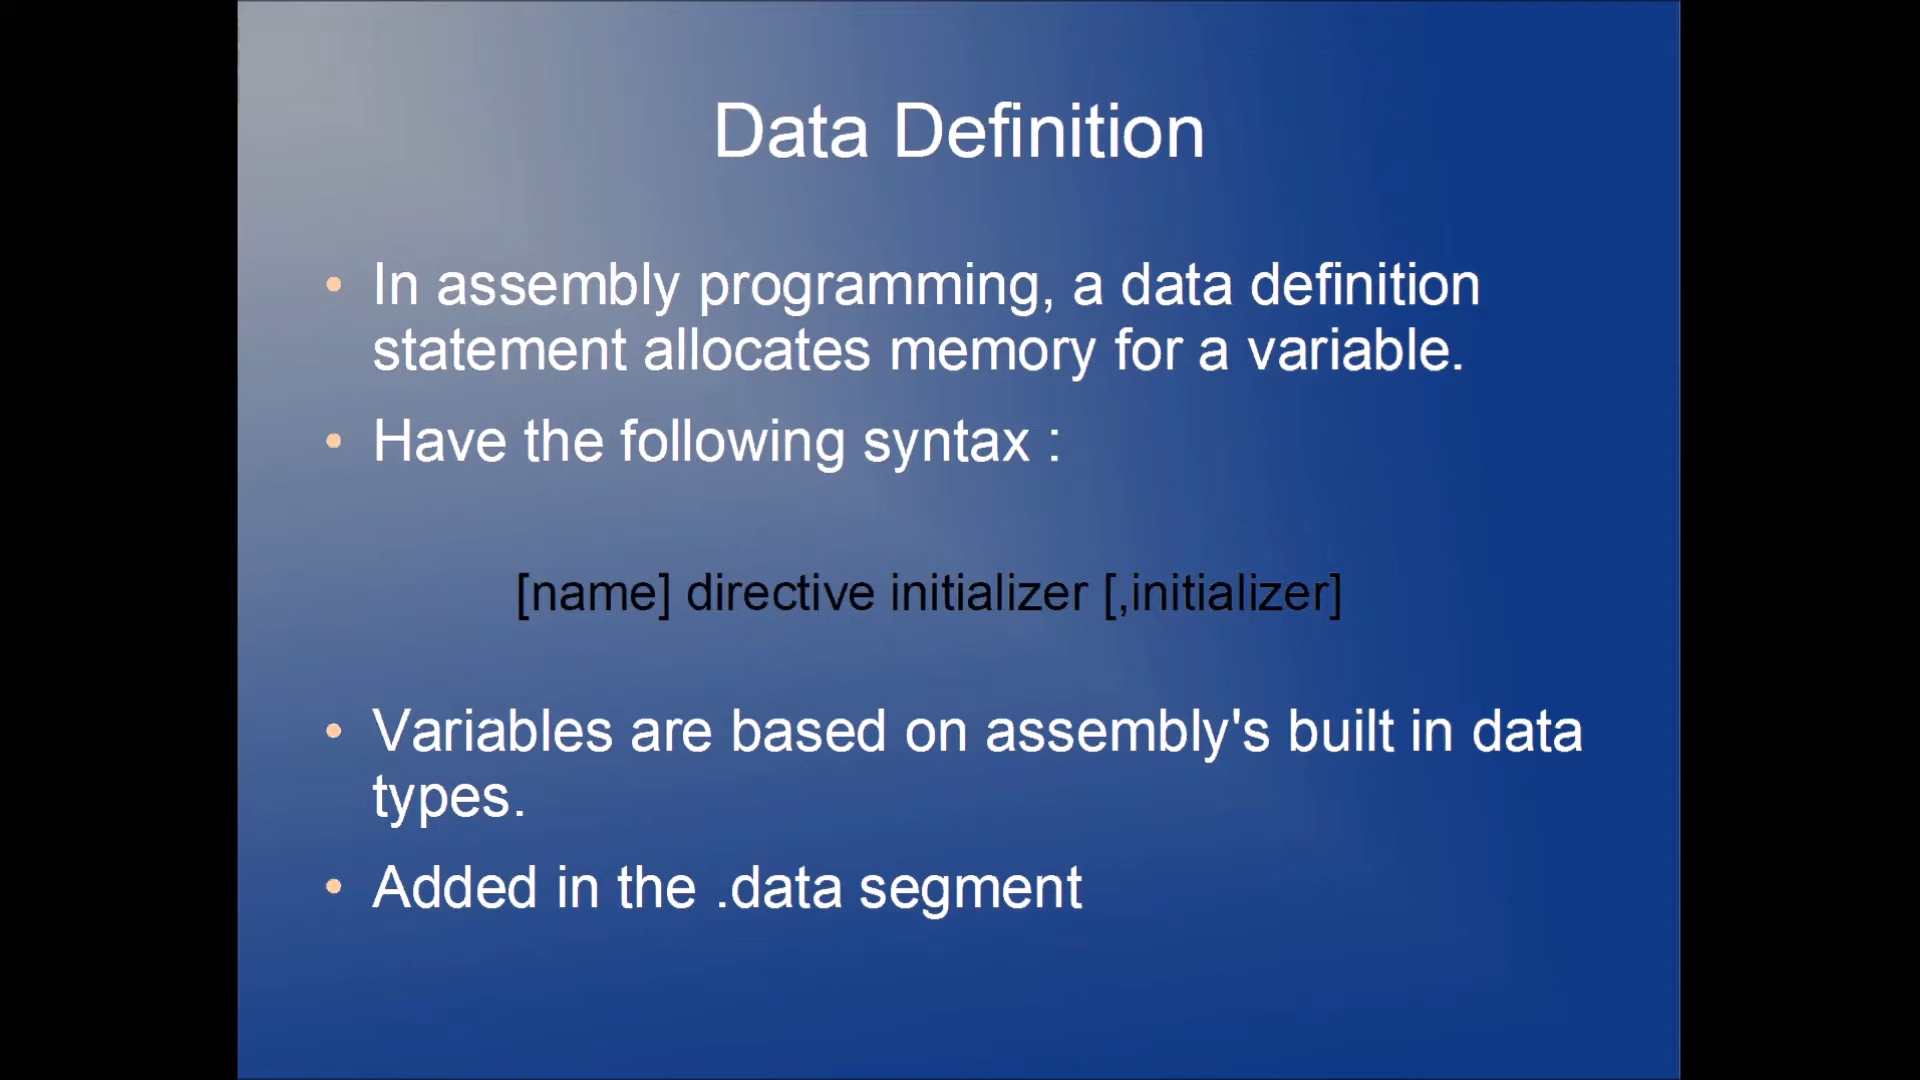 Data Definition
• In assembly programming, a data definition
statement allocates memory for a variable.
• Have the following syntax :
[name] directive initializer [,initializer]
• Variables are based on assembly's built in data
types.
• Added in the .data segment